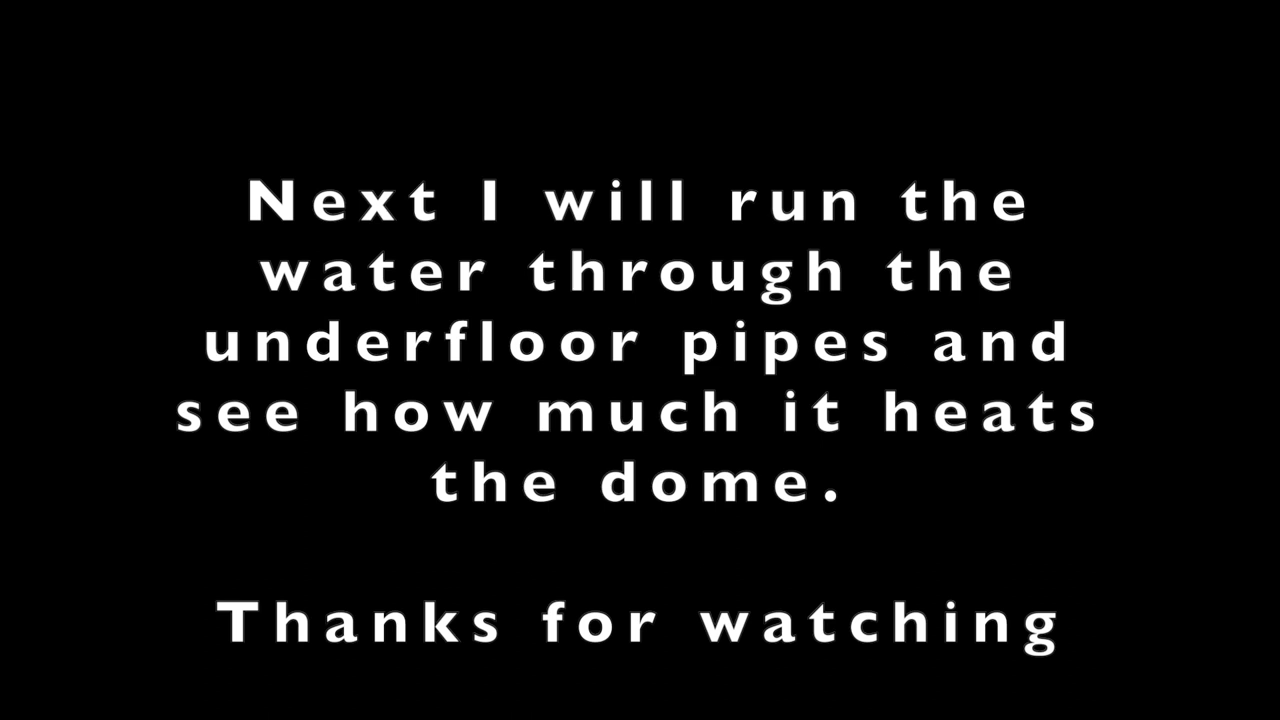 Next I will run the
water through the
underfloor pipes and
see how much it heats
the dome.
Thanks for watching